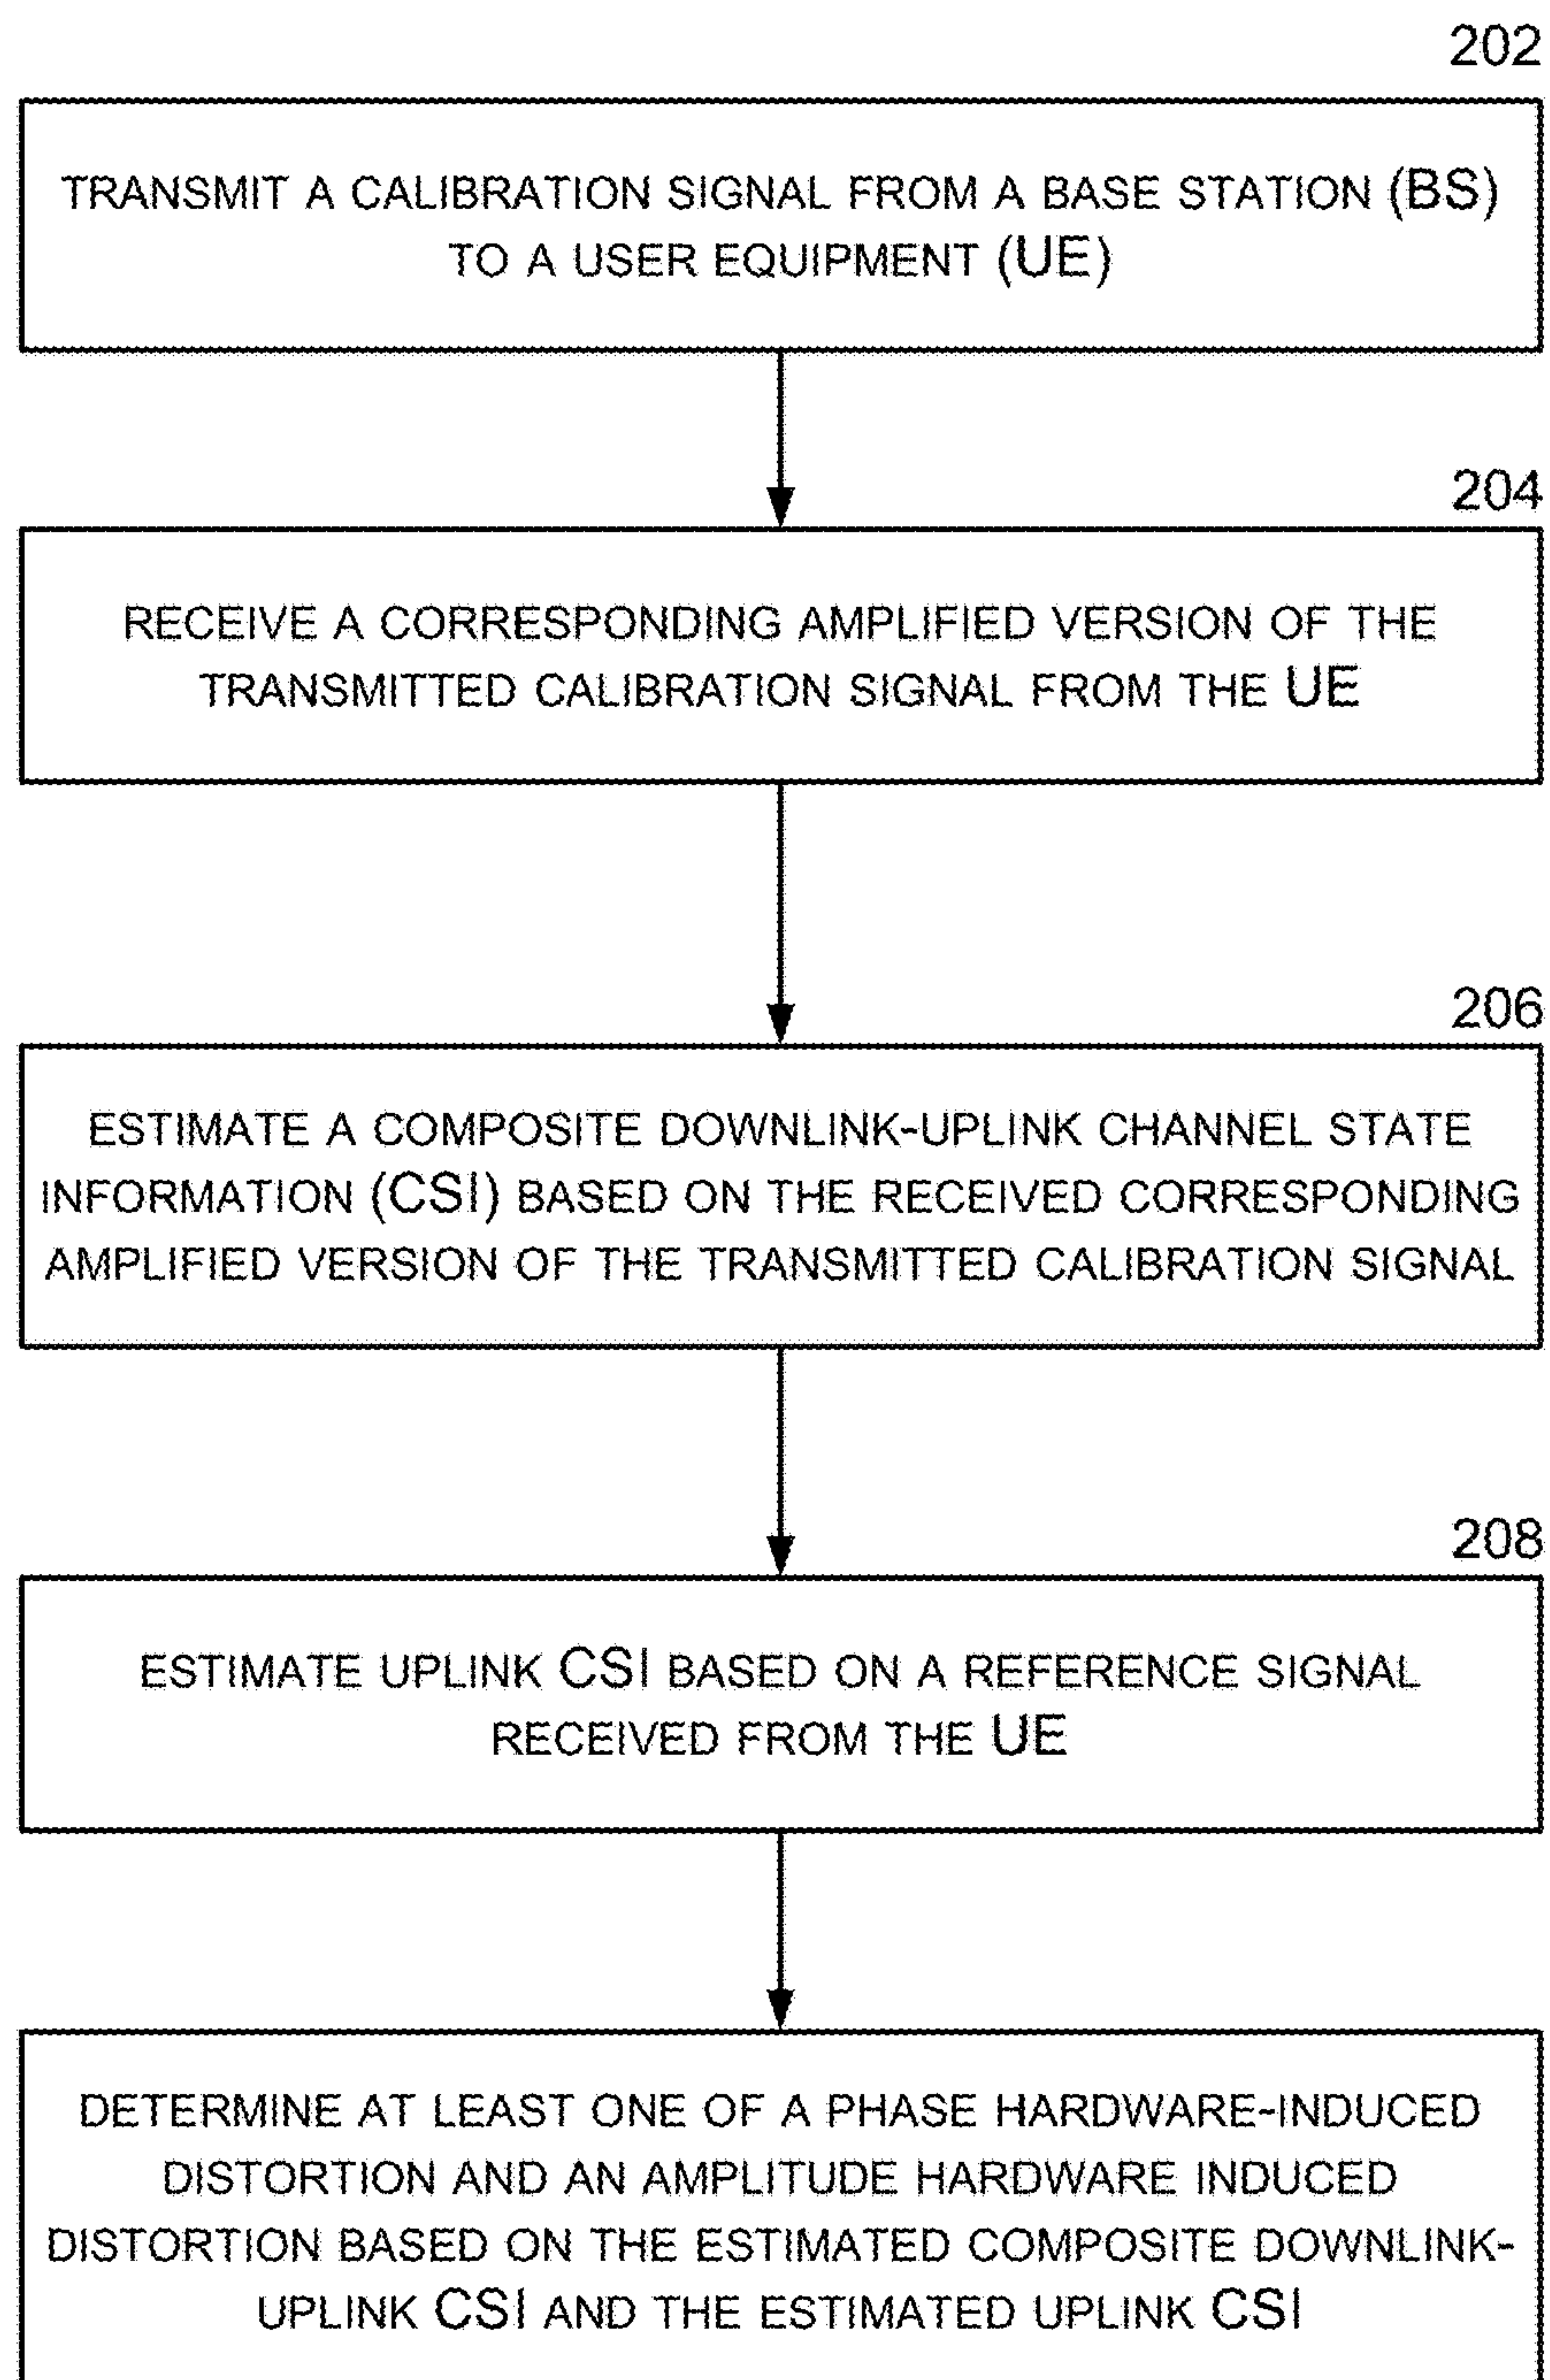 202
TRANSMIT A CALIBRATION SIGNAL FROM A BASE STATION (BS)
TO A USER EQUIPMENT (UE)
204
RECEIVE A CORRESPONDING AMPLIFIED VERSION OF THE
TRANSMITTED CALIBRATION SIGNAL FROM THE UE
206
ESTIMATE A COMPOSITE DOWNLINK-UPLINK CHANNEL STATE
INFORMATION (CSI) BASED ON THE RECEIVED CORRESPONDING
AMPLIFIED VERSION OF THE TRANSMITTED CALIBRATION SIGNAL
208
ESTIMATE UPLINK CSI BASED ON A REFERENCE SIGNAL
RECEIVED FROM THE UE
DETERMINE AT LEAST ONE OF A PHASE HARDWARE-INDUCED
DISTORTION AND AN AMPLITUDE HARDWARE INDUCED
DISTORTION BASED ON THE ESTIMATED COMPOSITE DOWNLINK-
UPLINK CSI AND THE ESTIMATED UPLINK CSI